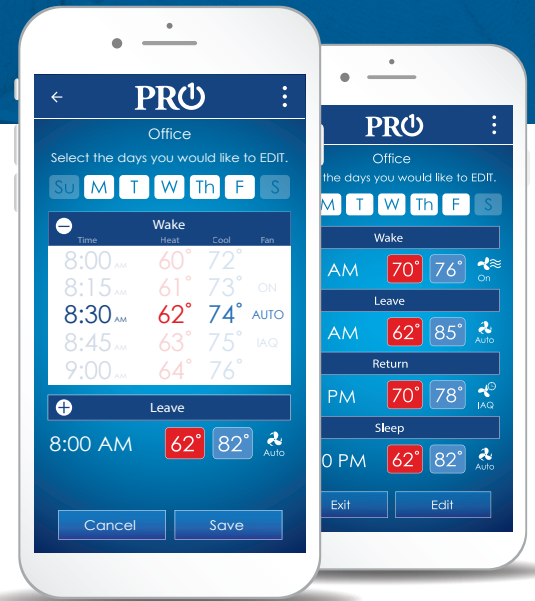 PRO
Office
Select the days you would like to EDIT.
Su M T W Th F S
Wake
Time Heat Cool Fan
8:00 AM 60° 72°
8:15 AM 61° 73° ON
8:30 AM 62° 74° AUTO
8:45 AM 63° 75° IAQ
9:00 AM 64° 76°
Leave
8:00 AM 62° 82° Auto
Cancel Save
PRO
Office
the days you would like to EDIT.
M T W Th F S
Wake
AM 70° 76° On
Leave
AM 62° 85° Auto
Return
PM 70° 78° IAQ
Sleep
0 PM 62° 82° Auto
Exit Edit